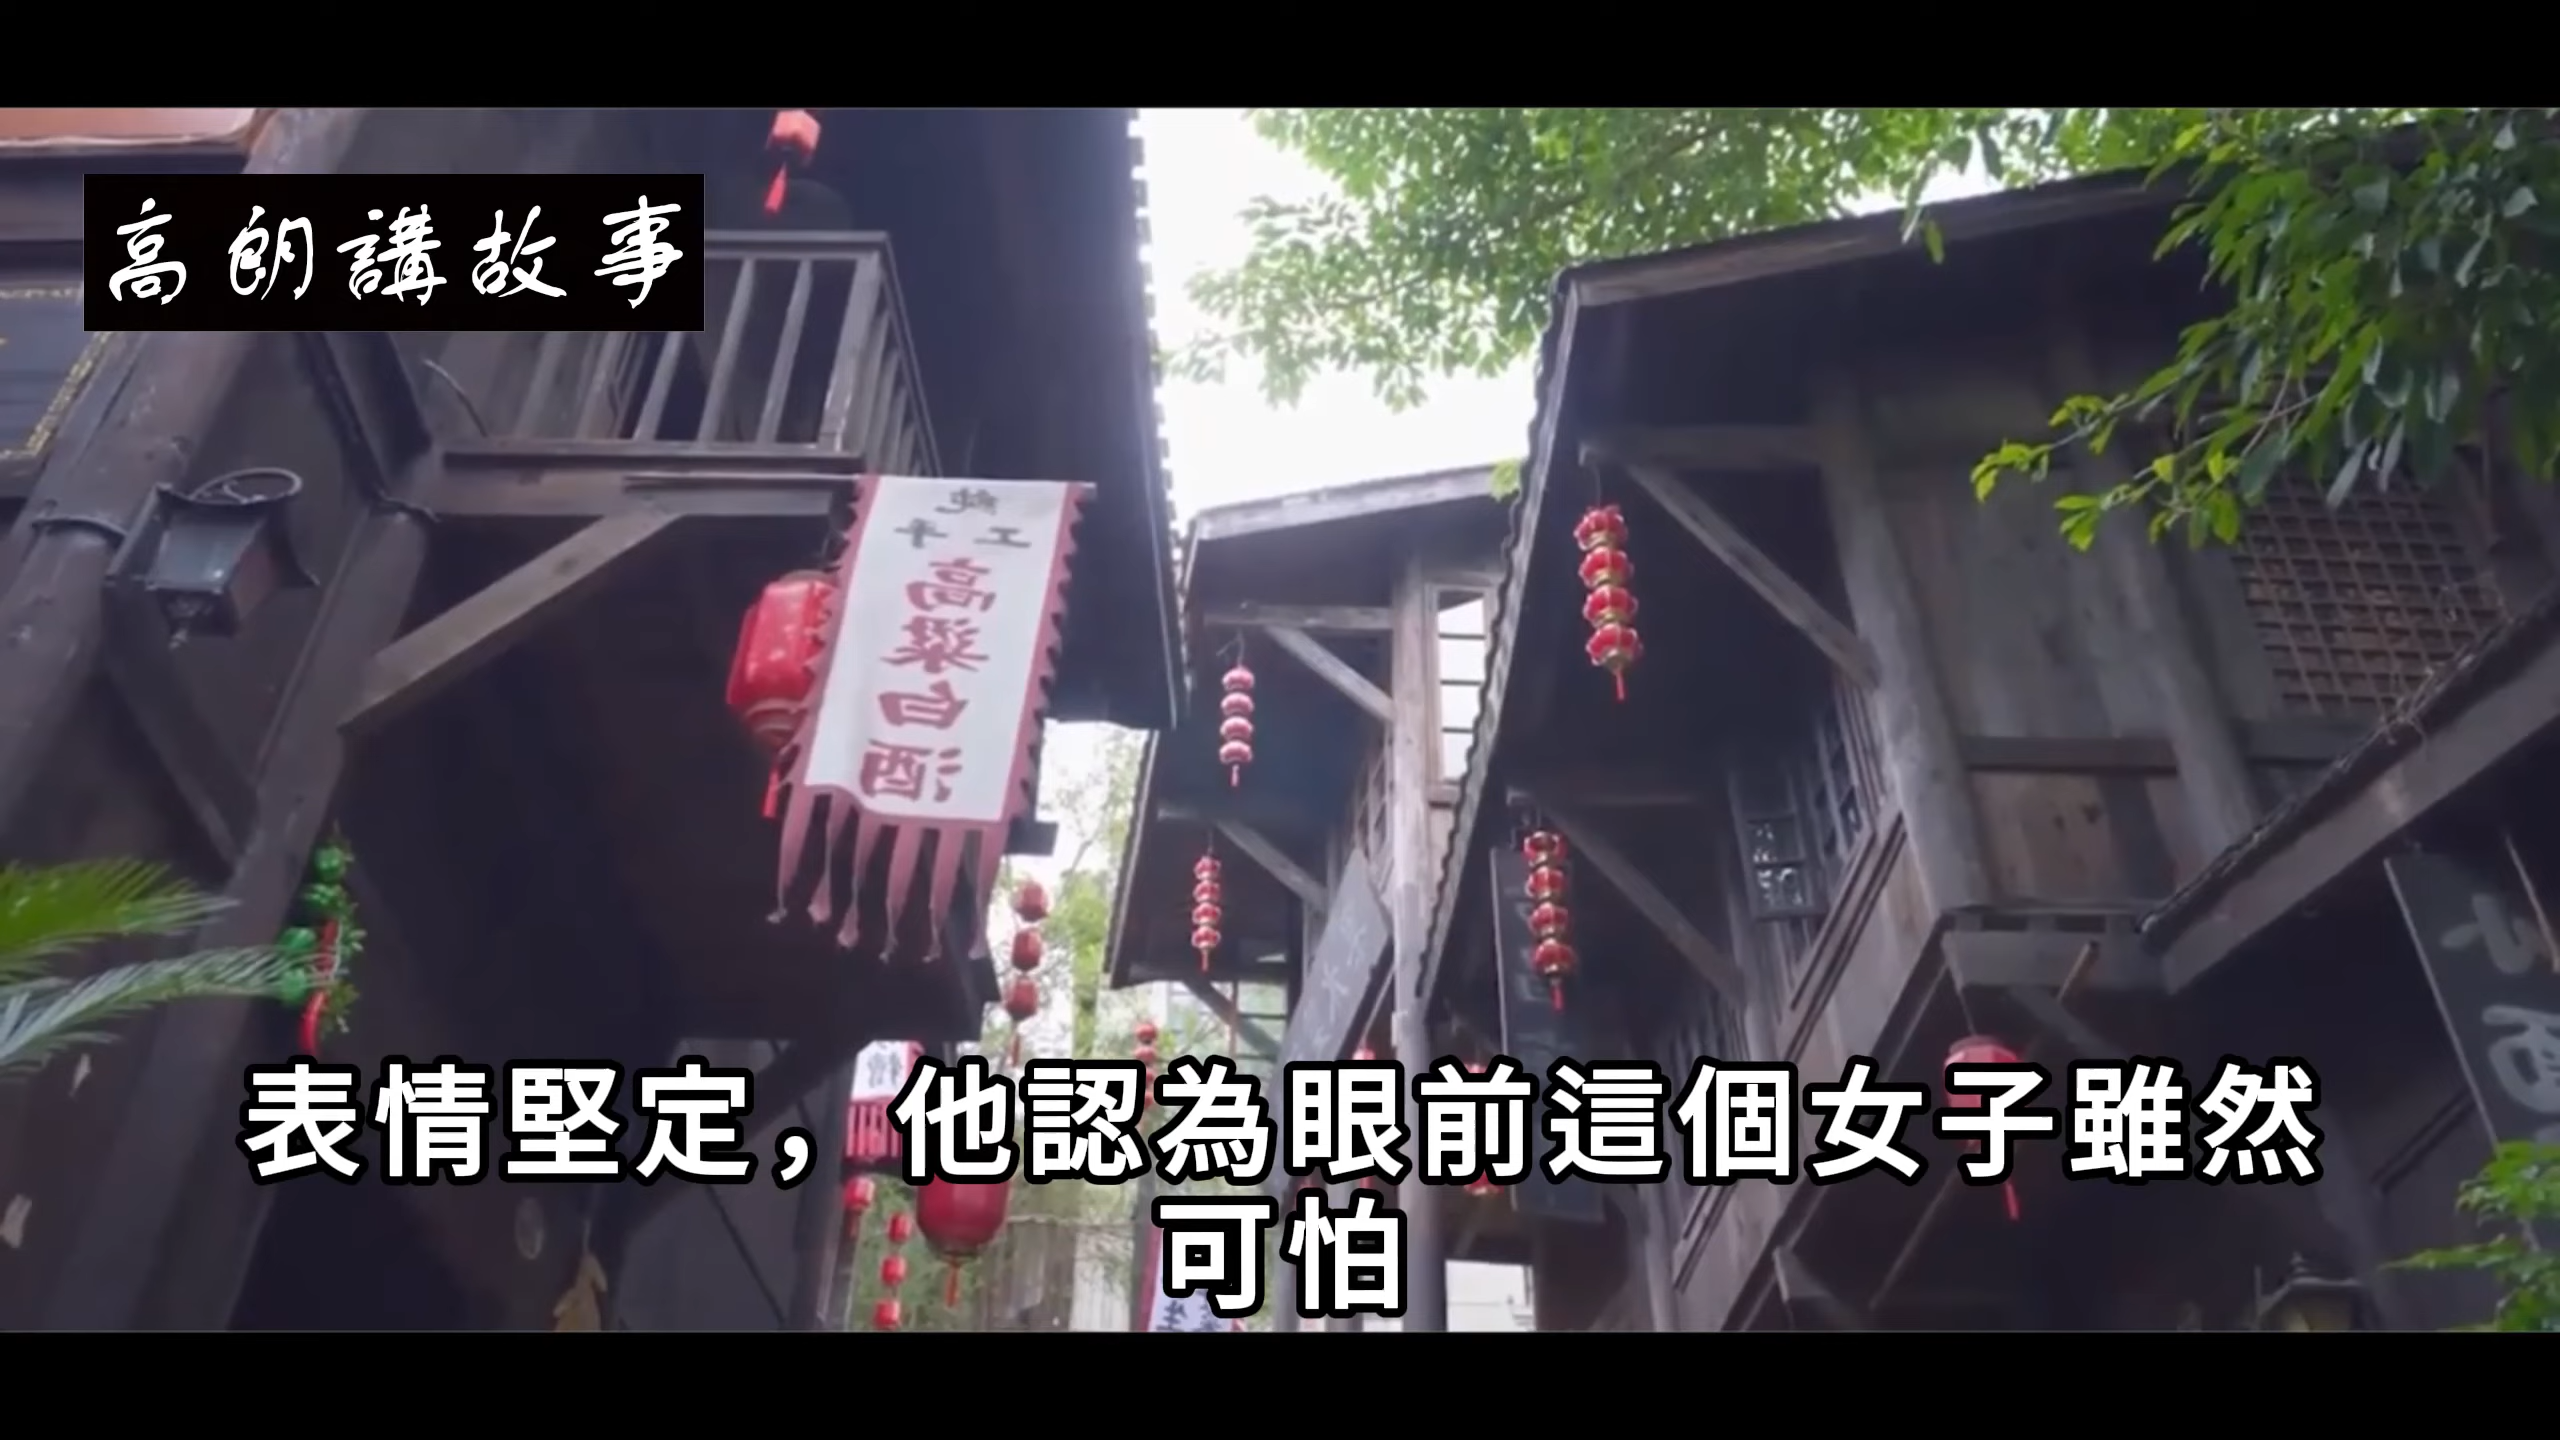 高朗講故事
純
手工
高粱白酒
表情堅定，他認為眼前這個女子雖然
可怕